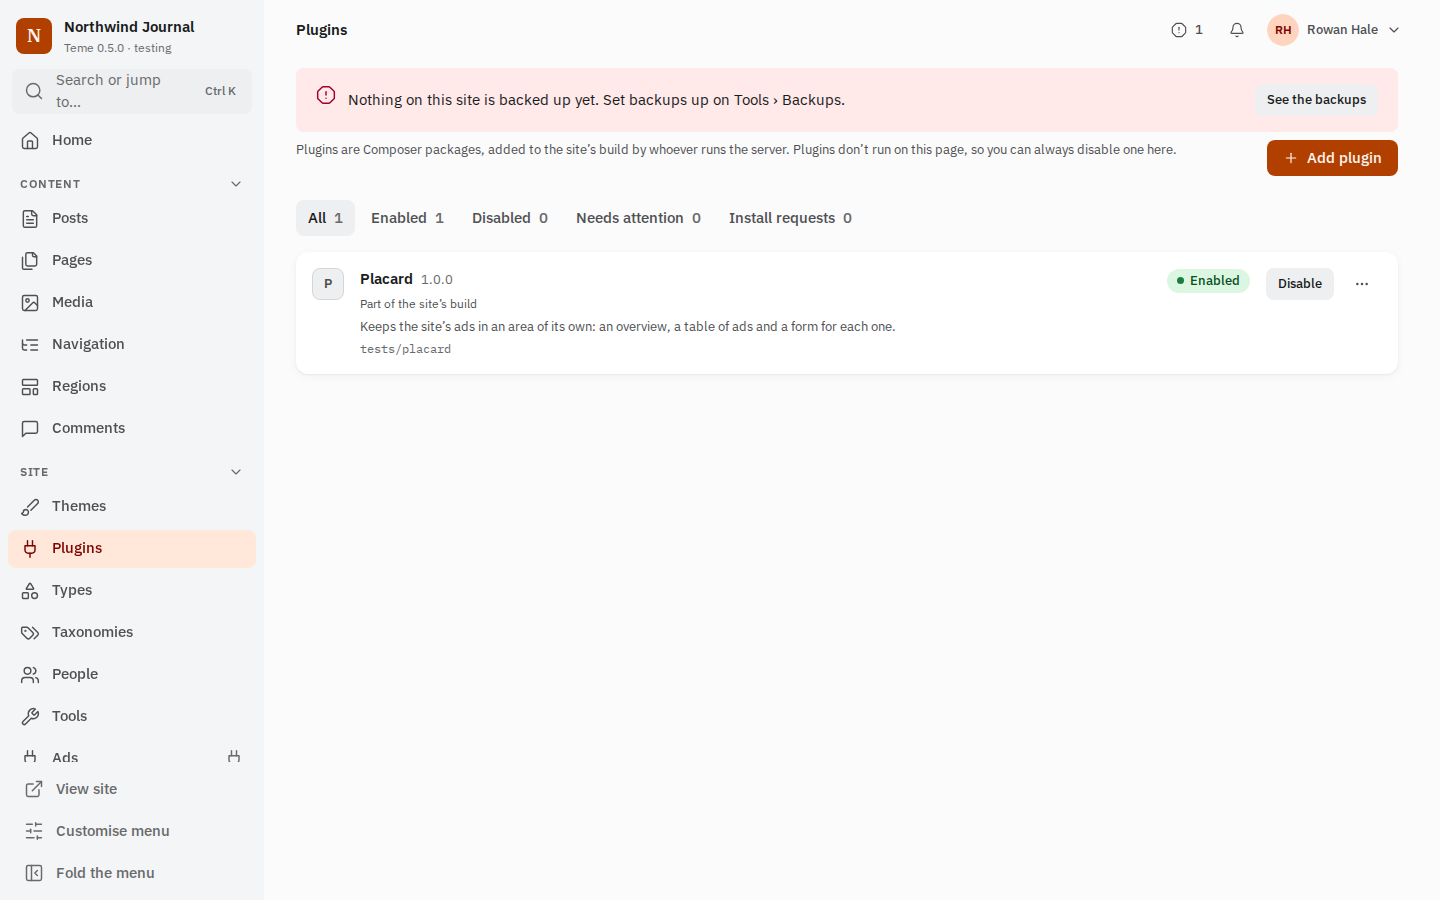 N
Northwind Journal
Teme 0.5.0 · testing
Search or jump
to...
Ctrl K
Home
CONTENT
Posts
Pages
Media
Navigation
Regions
Comments
SITE
Themes
Plugins
Types
Taxonomies
People
Tools
Ads
View site
Customise menu
Fold the menu
Plugins
1
RH
Rowan Hale
Nothing on this site is backed up yet. Set backups up on Tools › Backups.
See the backups
Plugins are Composer packages, added to the site’s build by whoever runs the server. Plugins don’t run on this page, so you can always disable one here.
Add plugin
All 1
Enabled 1
Disabled 0
Needs attention 0
Install requests 0
P
Placard 1.0.0
Part of the site’s build
Keeps the site’s ads in an area of its own: an overview, a table of ads and a form for each one.
tests/placard
Enabled
Disable